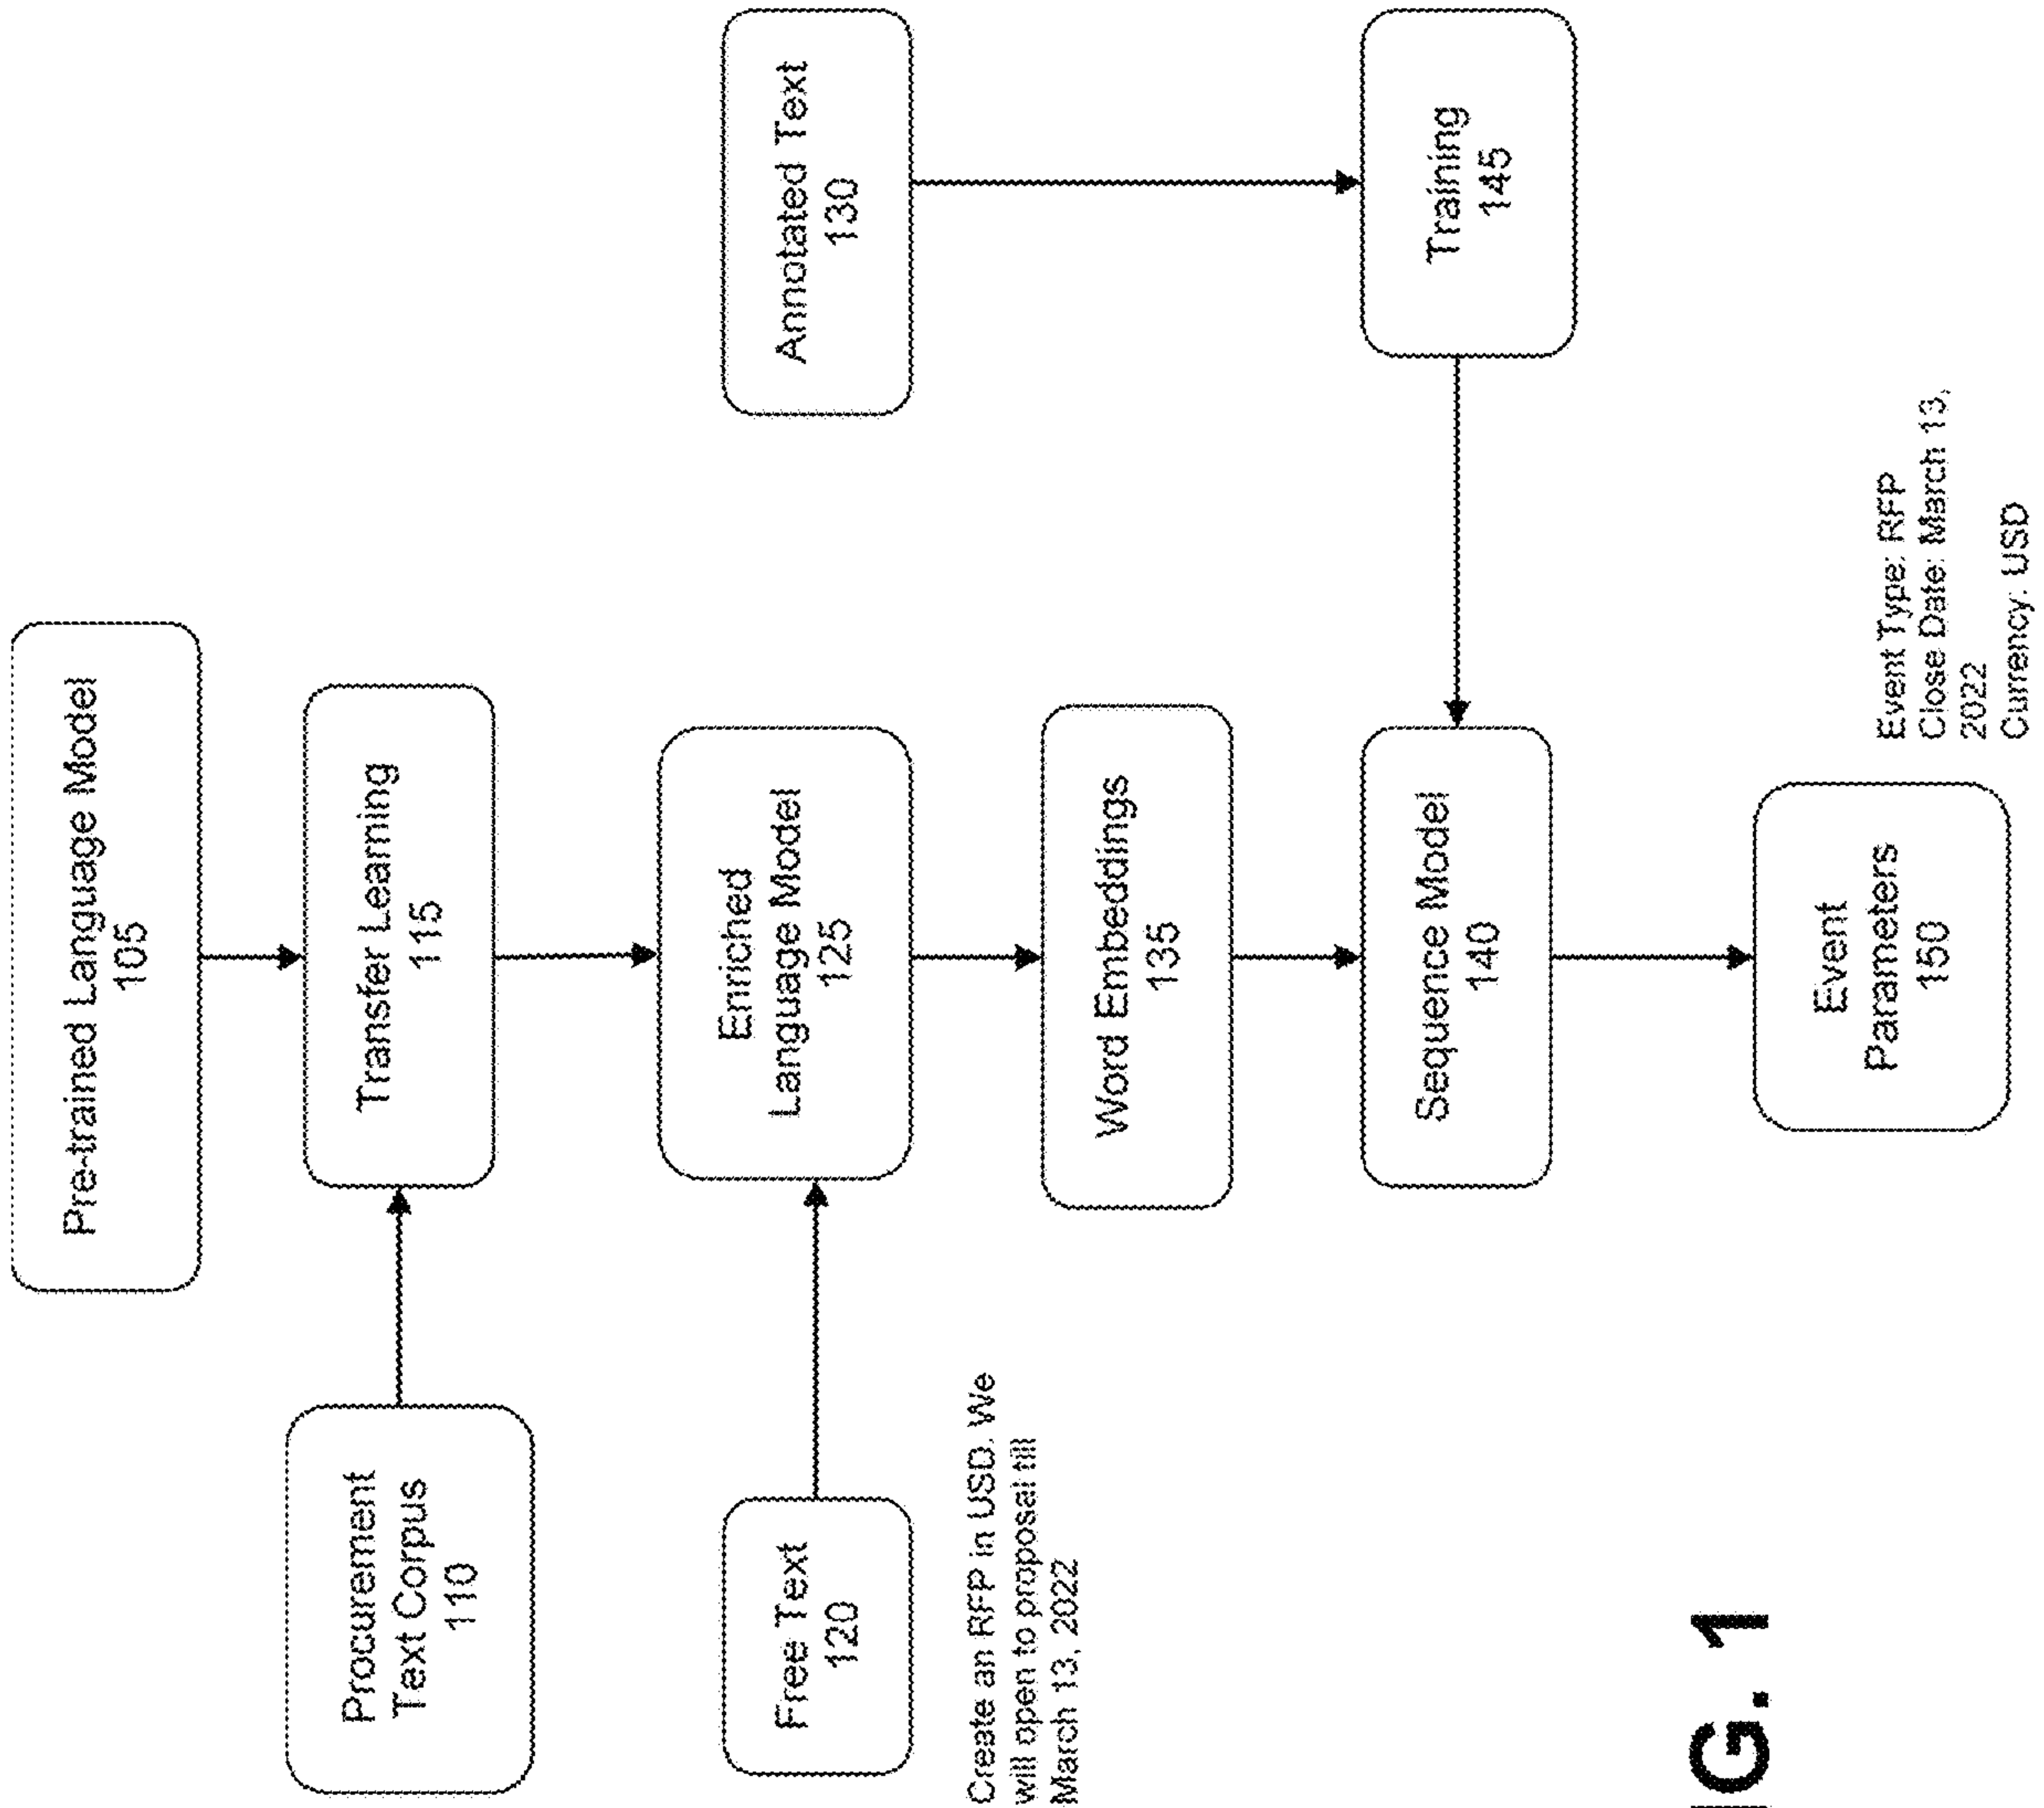 Pre-trained Language Model
105
Procurement
Text Corpus
110
Transfer Learning
115
Free Text
120
Create an RFP in USD. We
will open to proposal till
March 13, 2022
Enriched
Language Model
125
Annotated Text
130
Word Embeddings
135
Sequence Model
140
Training
145
Event
Parameters
150
Event Type: RFP
Close Date: March 13,
2022
Currency: USD
IG. 1